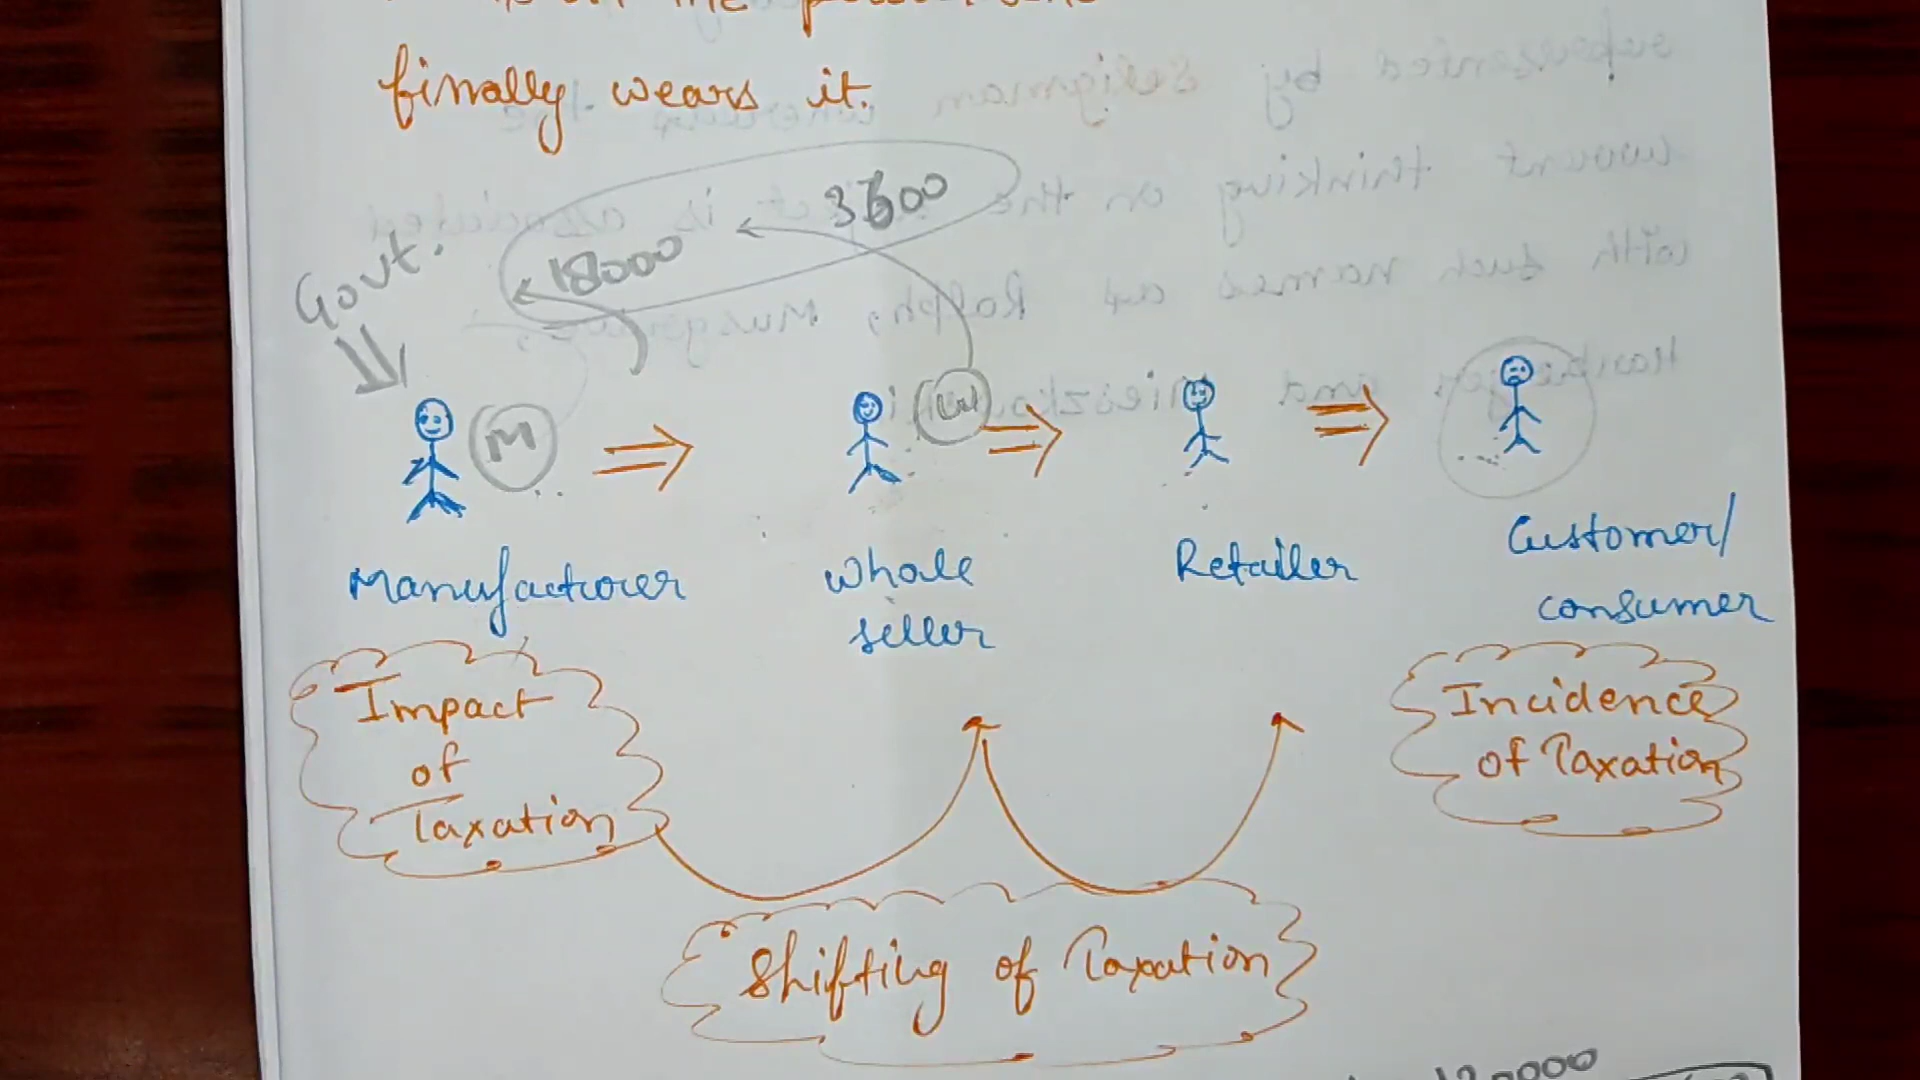 finally wears it.
3600
18000
Govt.
M
W
Manufacturer
Whole
seller
Retailer
Customer/
consumer
Impact
of
Taxation
Incidence
of Taxation
Shifting of Taxation